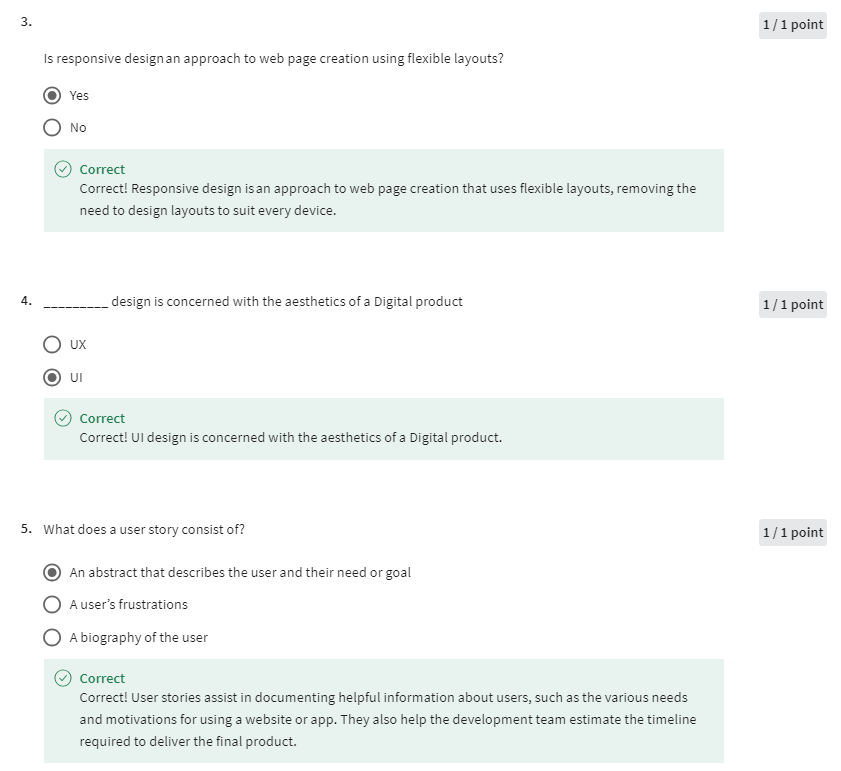 3.
1 / 1 point
Is responsive design an approach to web page creation using flexible layouts?
Yes
No
Correct
Correct! Responsive design is an approach to web page creation that uses flexible layouts, removing the
need to design layouts to suit every device.
4. _________ design is concerned with the aesthetics of a Digital product
1 / 1 point
UX
UI
Correct
Correct! UI design is concerned with the aesthetics of a Digital product.
5. What does a user story consist of?
1 / 1 point
An abstract that describes the user and their need or goal
A user’s frustrations
A biography of the user
Correct
Correct! User stories assist in documenting helpful information about users, such as the various needs
and motivations for using a website or app. They also help the development team estimate the timeline
required to deliver the final product.